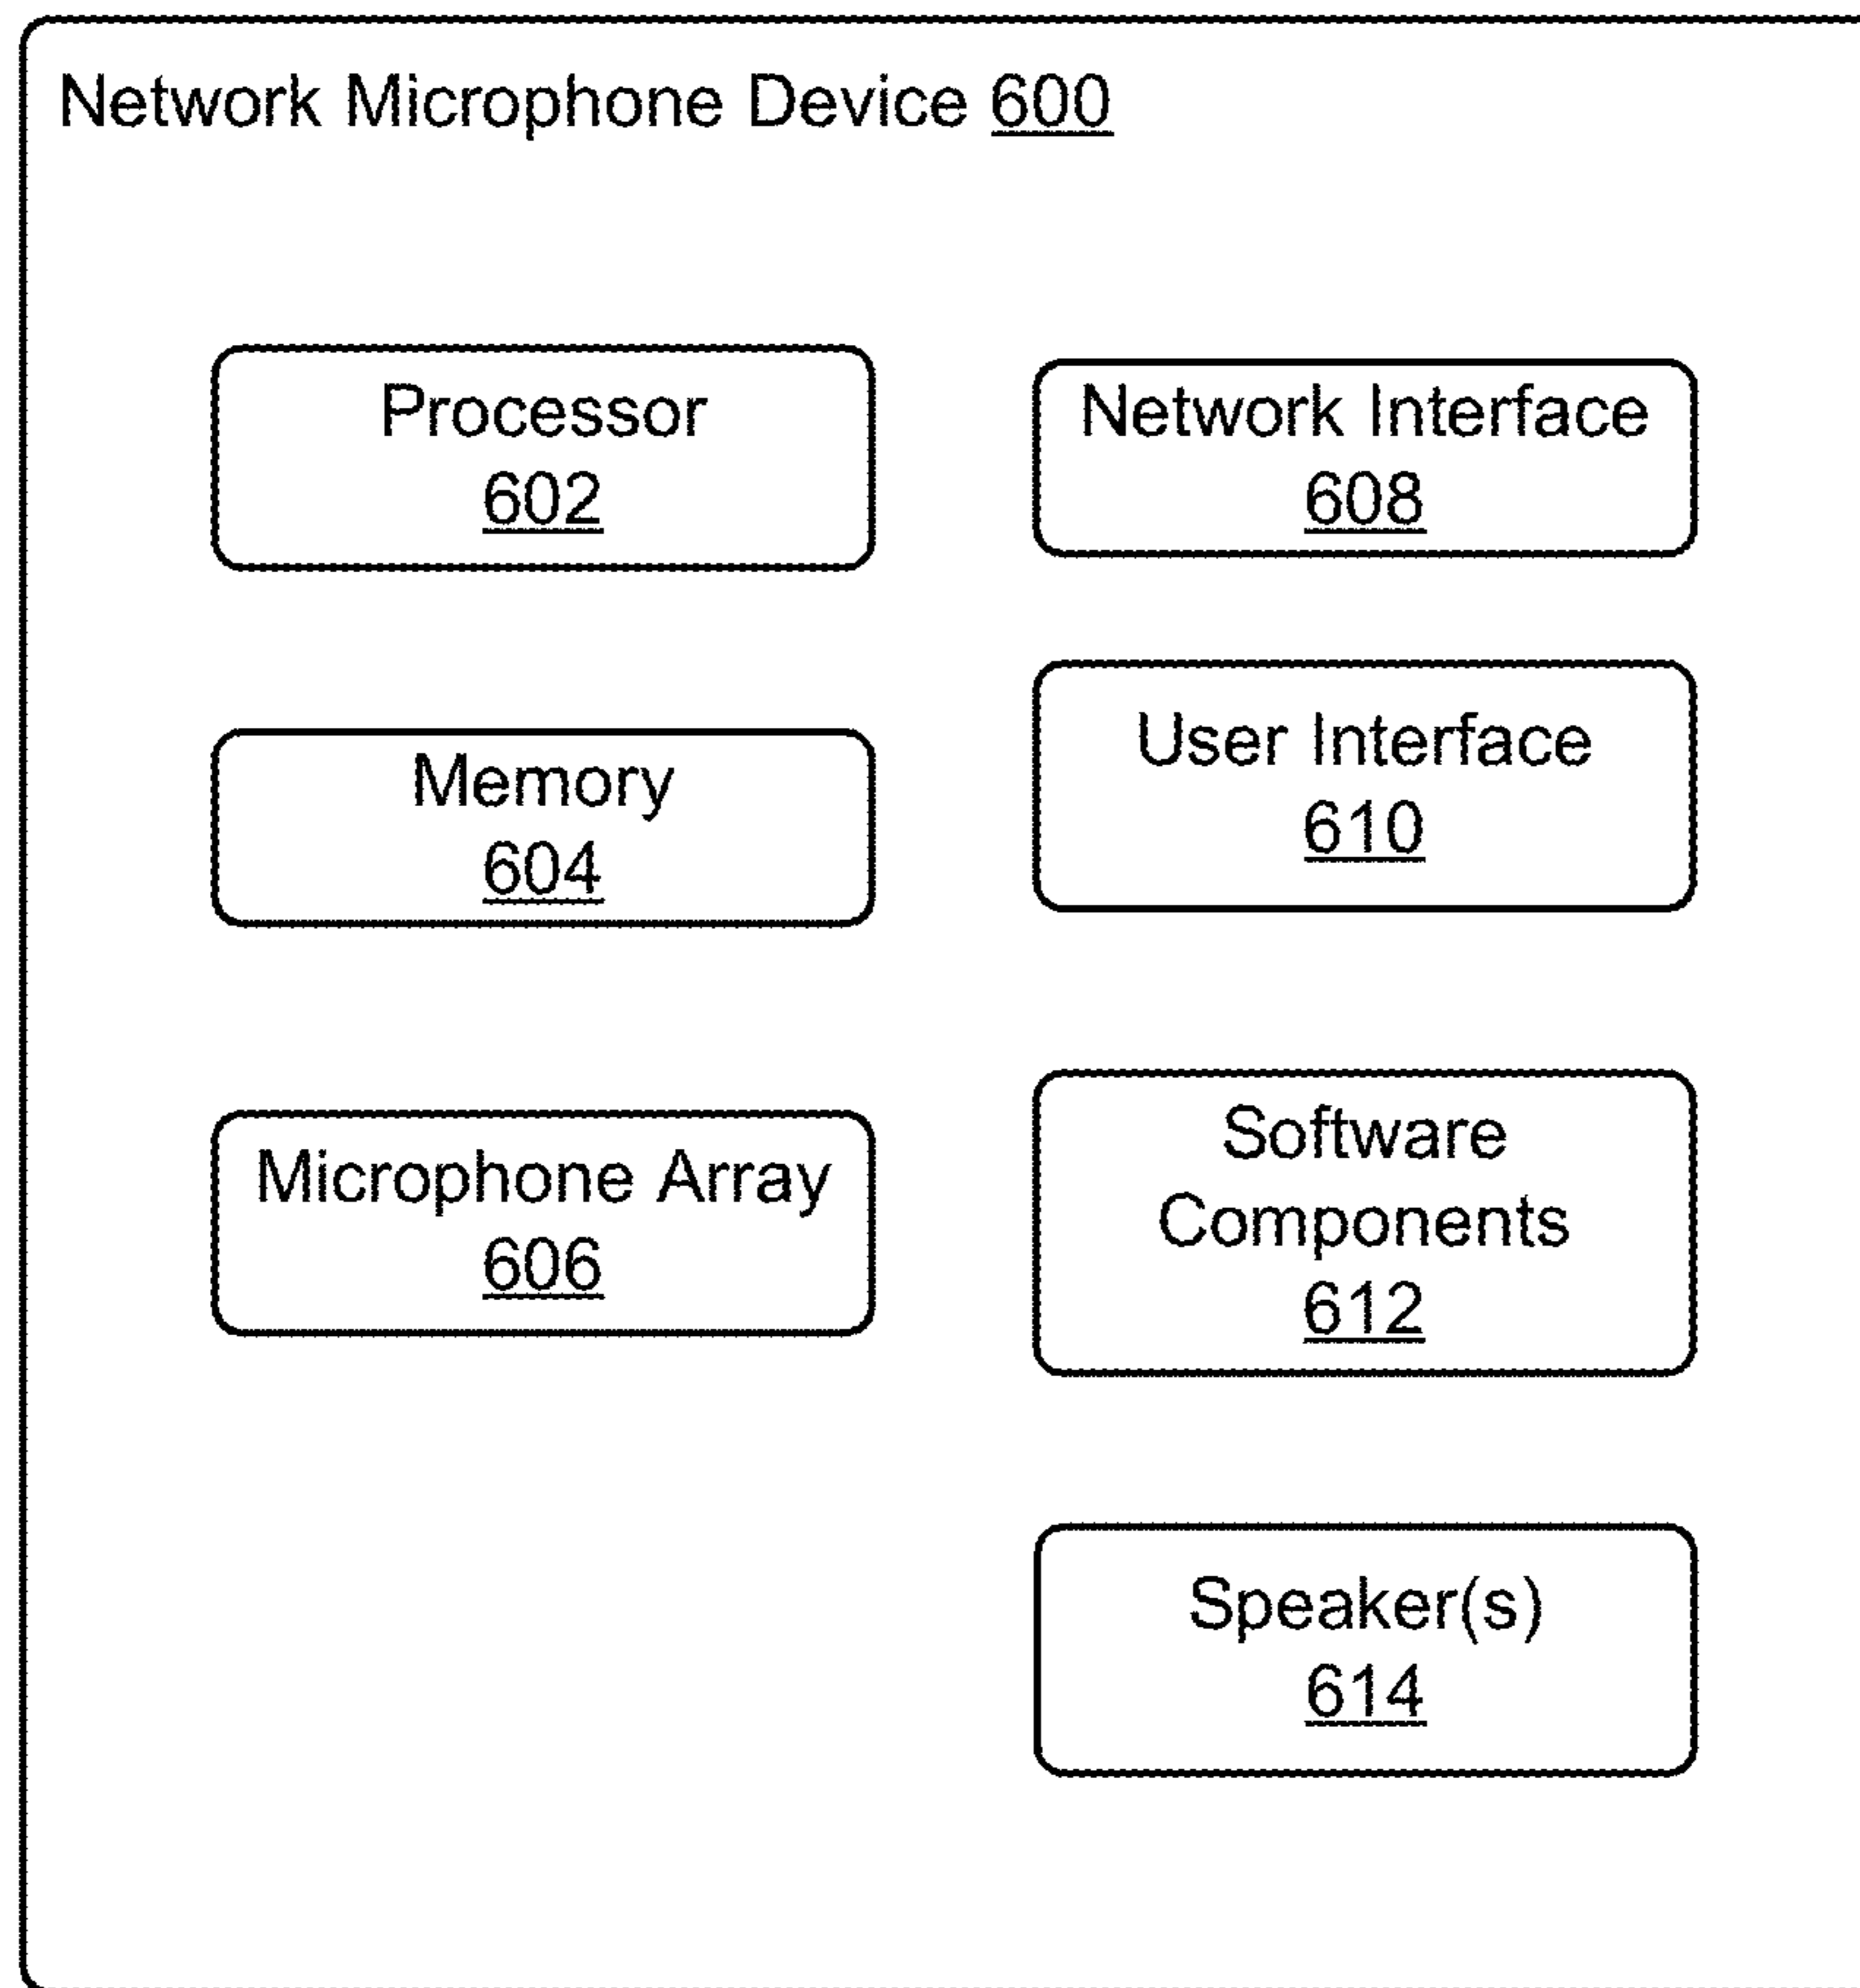 Network Microphone Device 600
Processor
602
Memory
604
Microphone Array
606
Network Interface
608
User Interface
610
Software
Components
612
Speaker(s)
614